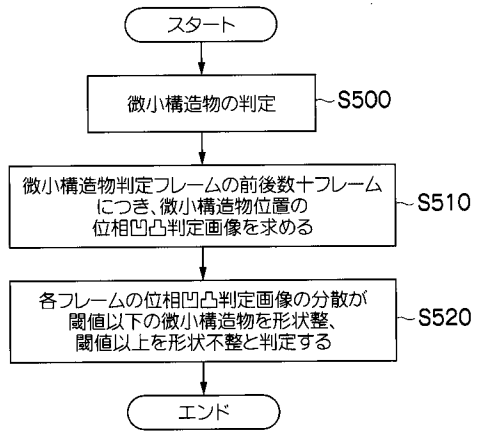 スタート
微小構造物の判定
S500
微小構造物判定フレームの前後数十フレーム
につき、微小構造物位置の
位相凹凸判定画像を求める
S510
各フレームの位相凹凸判定画像の分散が
閾値以下の微小構造物を形状整、
閾値以上を形状不整と判定する
S520
エンド